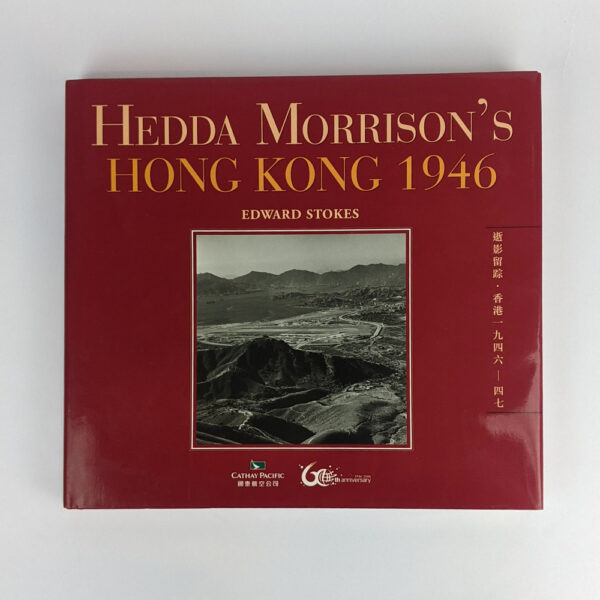 HEDDA MORRISON'S
HONG KONG 1946
EDWARD STOKES
逝影留踪・香港一九四六—四七
CATHAY PACIFIC
國泰航空公司
60th anniversary